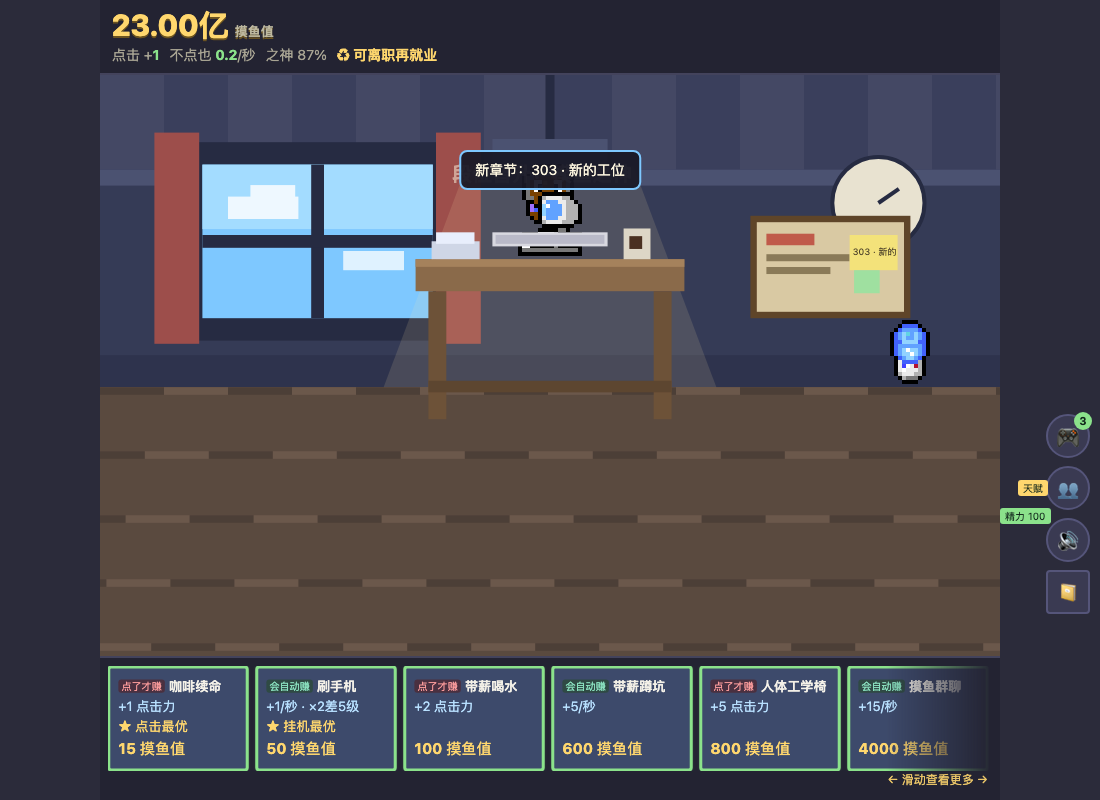 23.00亿 摸鱼值
点击 +1 不点也 0.2/秒 之神 87% ♻ 可离职再就业
新章节：303 · 新的工位
303 · 新的
3
天赋
精力 100
点了才赚 咖啡续命
+1 点击力
⭐ 点击最优
15 摸鱼值
会自动赚 刷手机
+1/秒 · ×2差5级
⭐ 挂机最优
50 摸鱼值
点了才赚 带薪喝水
+2 点击力
100 摸鱼值
会自动赚 带薪蹲坑
+5/秒
600 摸鱼值
点了才赚 人体工学椅
+5 点击力
800 摸鱼值
会自动赚 摸鱼群聊
+15/秒
4000 摸鱼值
← 滑动查看更多 →